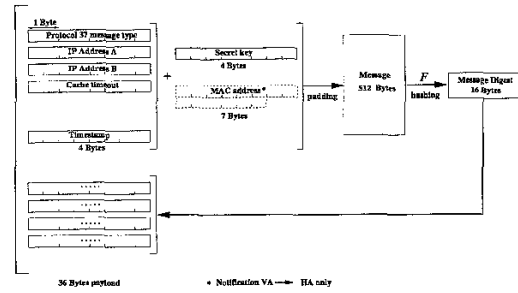 1 Byte
Protocol 37 message type
IP Address A
IP Address B
Cache timeout
Timestamp
4 Bytes
+
Secret key
4 Bytes
MAC address*
7 Bytes
padding
Message
512 Bytes
F
hashing
Message Digest
16 Bytes
.....
.....
.....
.....
36 Bytes payload
* Notification VA → HA only